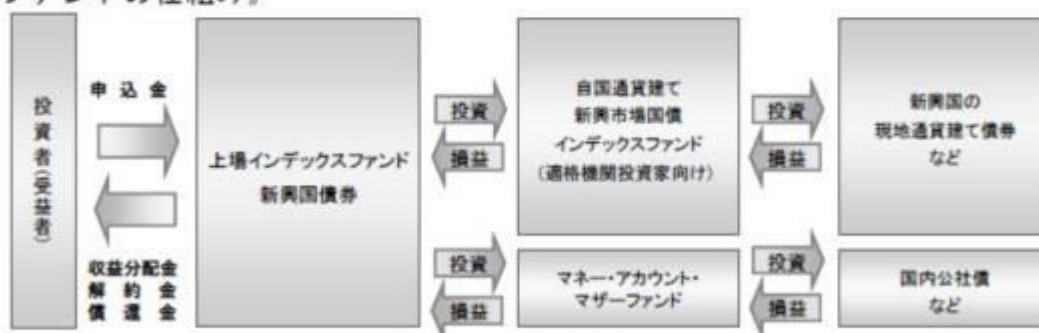 投資者(受益者)
申込金
収益分配金
解約金
償還金
上場インデックスファンド
新興国債券
投資
損益
自国通貨建て
新興市場国債
インデックスファンド
(適格機関投資家向け)
投資
損益
新興国の
現地通貨建て債券
など
投資
損益
マネー・アカウント・
マザーファンド
投資
損益
国内公社債
など